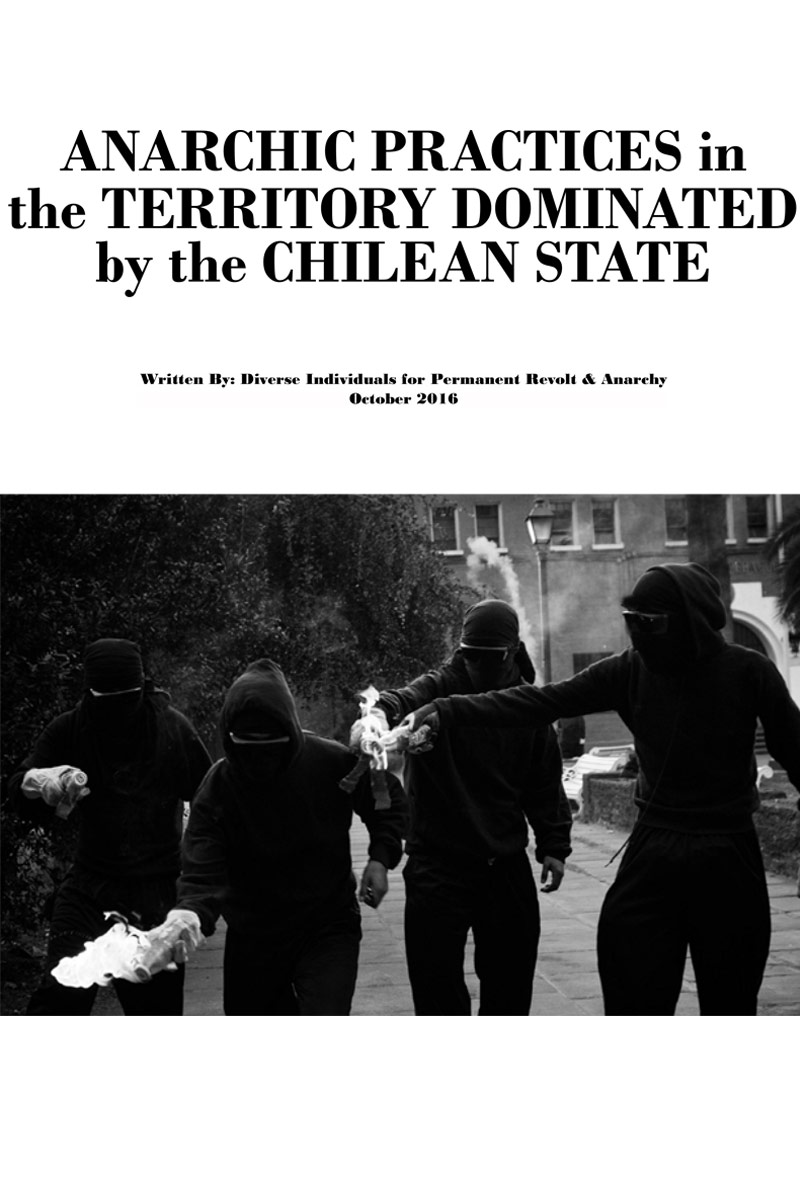 ANARCHIC PRACTICES in
the TERRITORY DOMINATED
by the CHILEAN STATE
Written By: Diverse Individuals for Permanent Revolt & Anarchy
October 2016